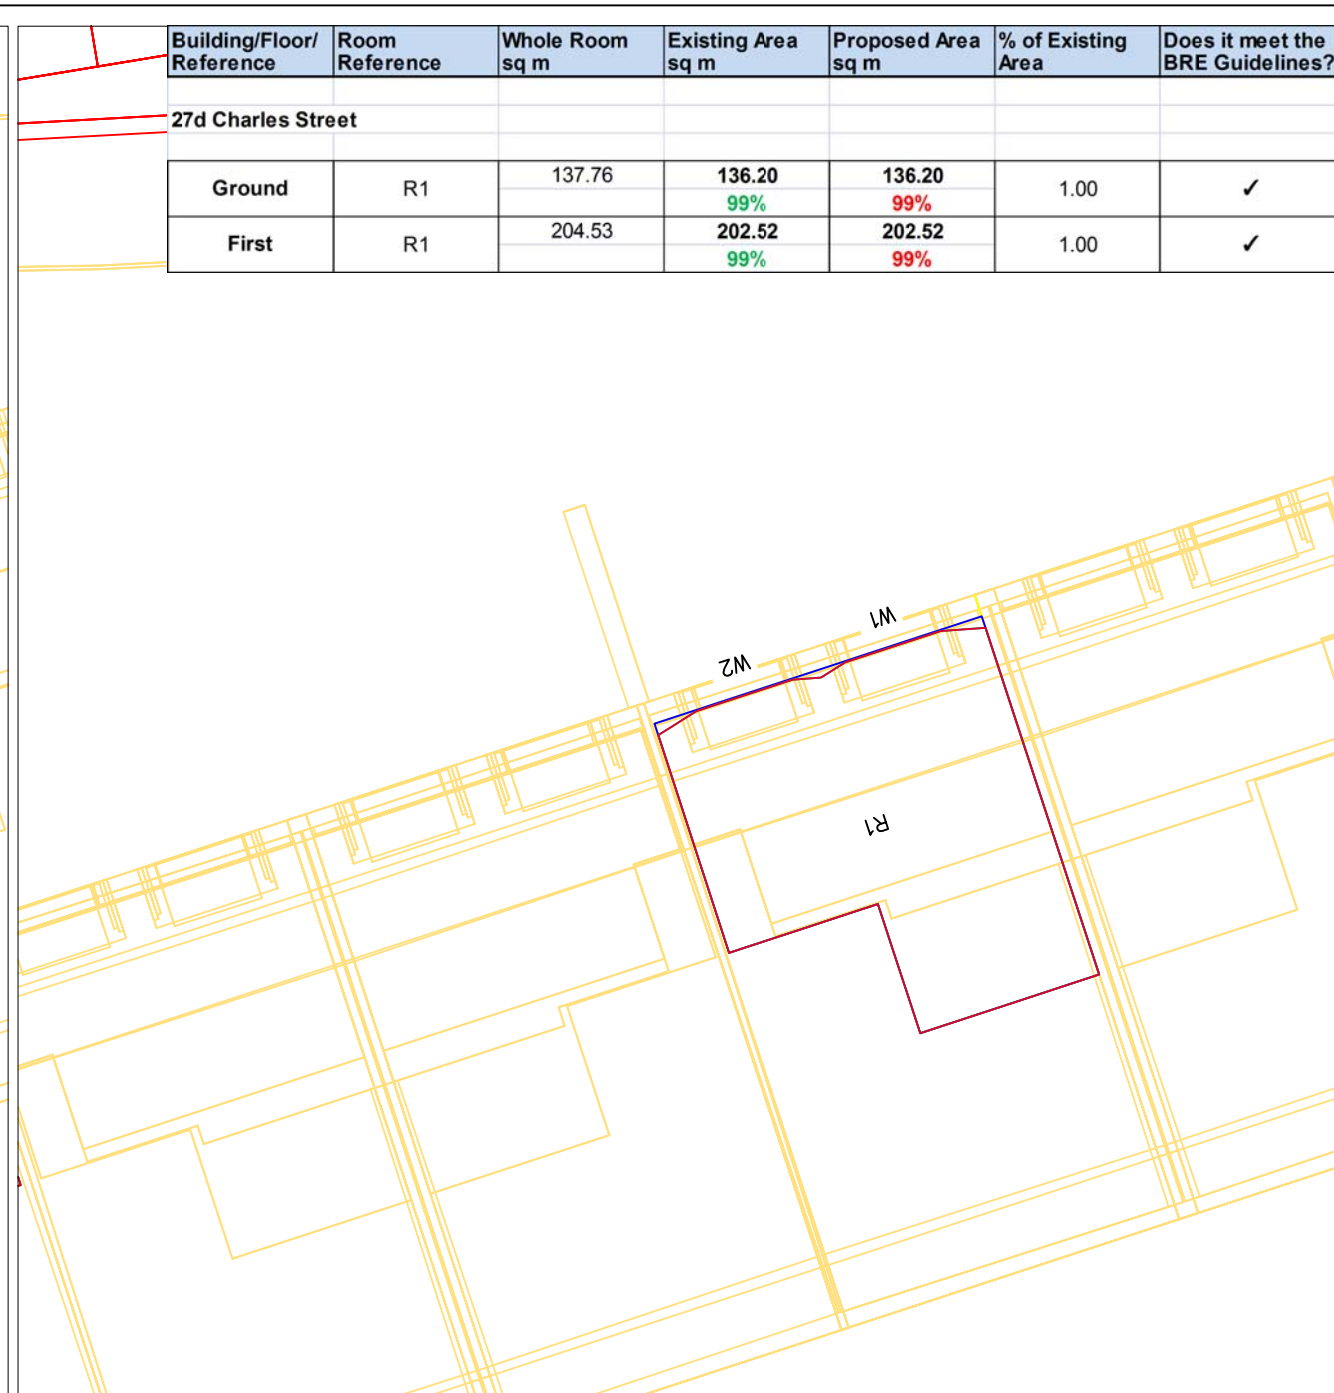 Building/Floor/ Reference | Room Reference | Whole Room sq m | Existing Area sq m | Proposed Area sq m | % of Existing Area | Does it meet the BRE Guidelines?
27d Charles Street
Ground | R1 | 137.76 | 136.20 | 136.20 | 1.00 | ✓
99% | 99%
First | R1 | 204.53 | 202.52 | 202.52 | 1.00 | ✓
99% | 99%
W1
W2
R1